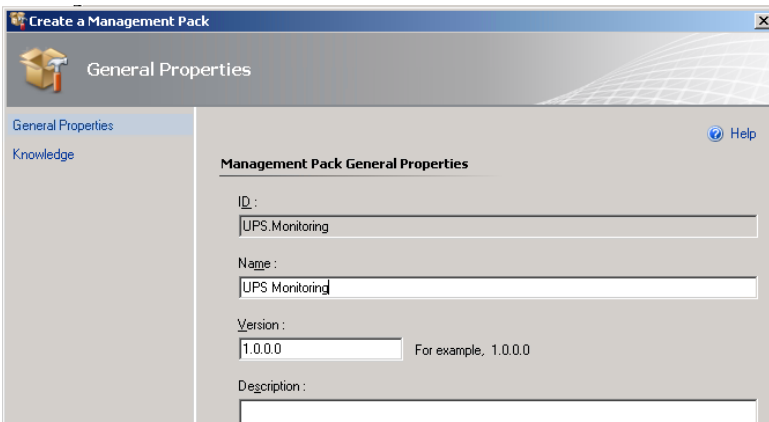 Create a Management Pack
General Properties
General Properties
Knowledge
Help
Management Pack General Properties
ID :
UPS.Monitoring
Name :
UPS Monitoring
Version :
1.0.0.0 For example, 1.0.0.0
Description :